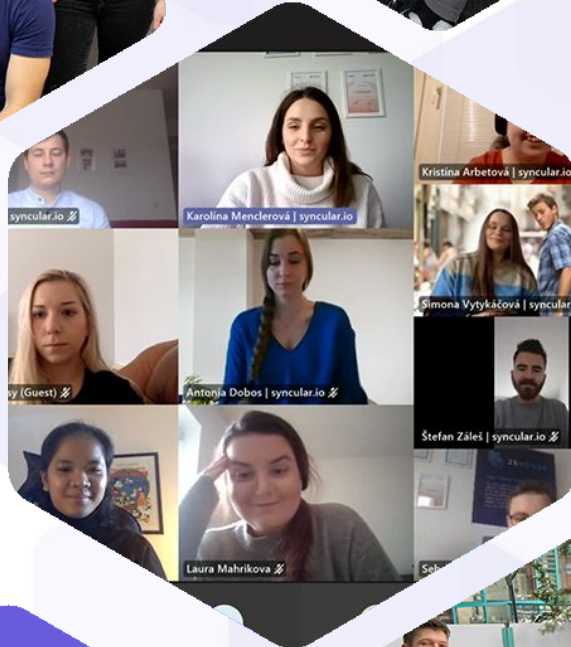 Kristína Arbetová | syncular.io
syncular.io
Karolína Menclerová | syncular.io
Simona Vytykáčová | syncular
sy (Guest)
Antonia Dobos | syncular.io
Štefan Záleš | syncular.io
Laura Mahrikova
Seb